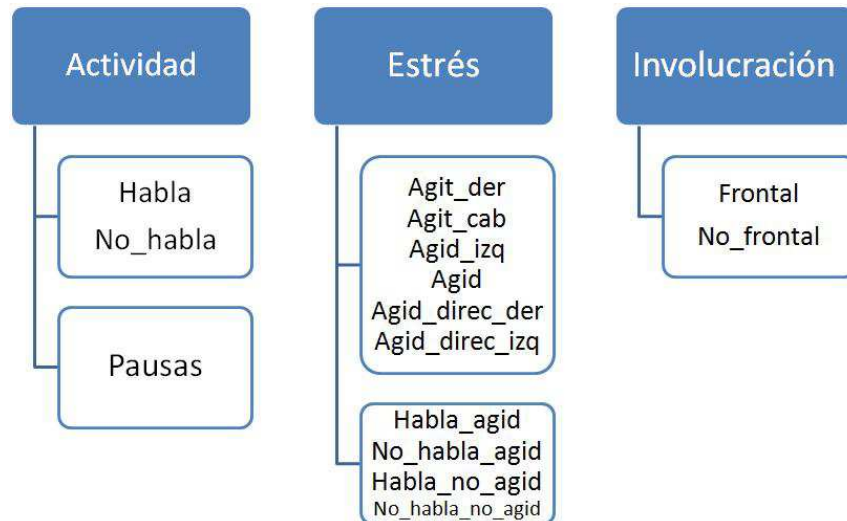 Actividad
Habla
No_habla
Pausas
Estrés
Agit_der
Agit_cab
Agid_izq
Agid
Agid_direc_der
Agid_direc_izq
Habla_agid
No_habla_agid
Habla_no_agid
No_habla_no_agid
Involucración
Frontal
No_frontal